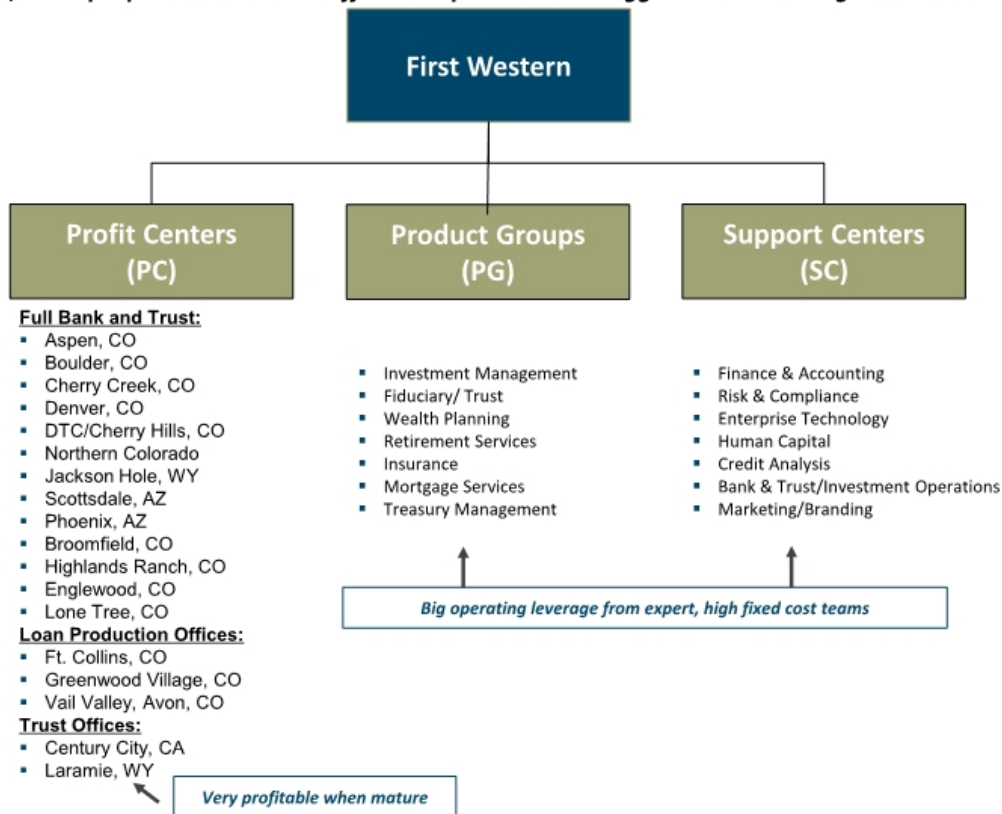 First Western
Profit Centers
(PC)
Full Bank and Trust:
Aspen, CO
Boulder, CO
Cherry Creek, CO
Denver, CO
DTC/Cherry Hills, CO
Northern Colorado
Jackson Hole, WY
Scottsdale, AZ
Phoenix, AZ
Broomfield, CO
Highlands Ranch, CO
Englewood, CO
Lone Tree, CO
Loan Production Offices:
Ft. Collins, CO
Greenwood Village, CO
Vail Valley, Avon, CO
Trust Offices:
Century City, CA
Laramie, WY
Very profitable when mature
Product Groups
(PG)
Investment Management
Fiduciary/ Trust
Wealth Planning
Retirement Services
Insurance
Mortgage Services
Treasury Management
Support Centers
(SC)
Finance & Accounting
Risk & Compliance
Enterprise Technology
Human Capital
Credit Analysis
Bank & Trust/Investment Operations
Marketing/Branding
Big operating leverage from expert, high fixed cost teams